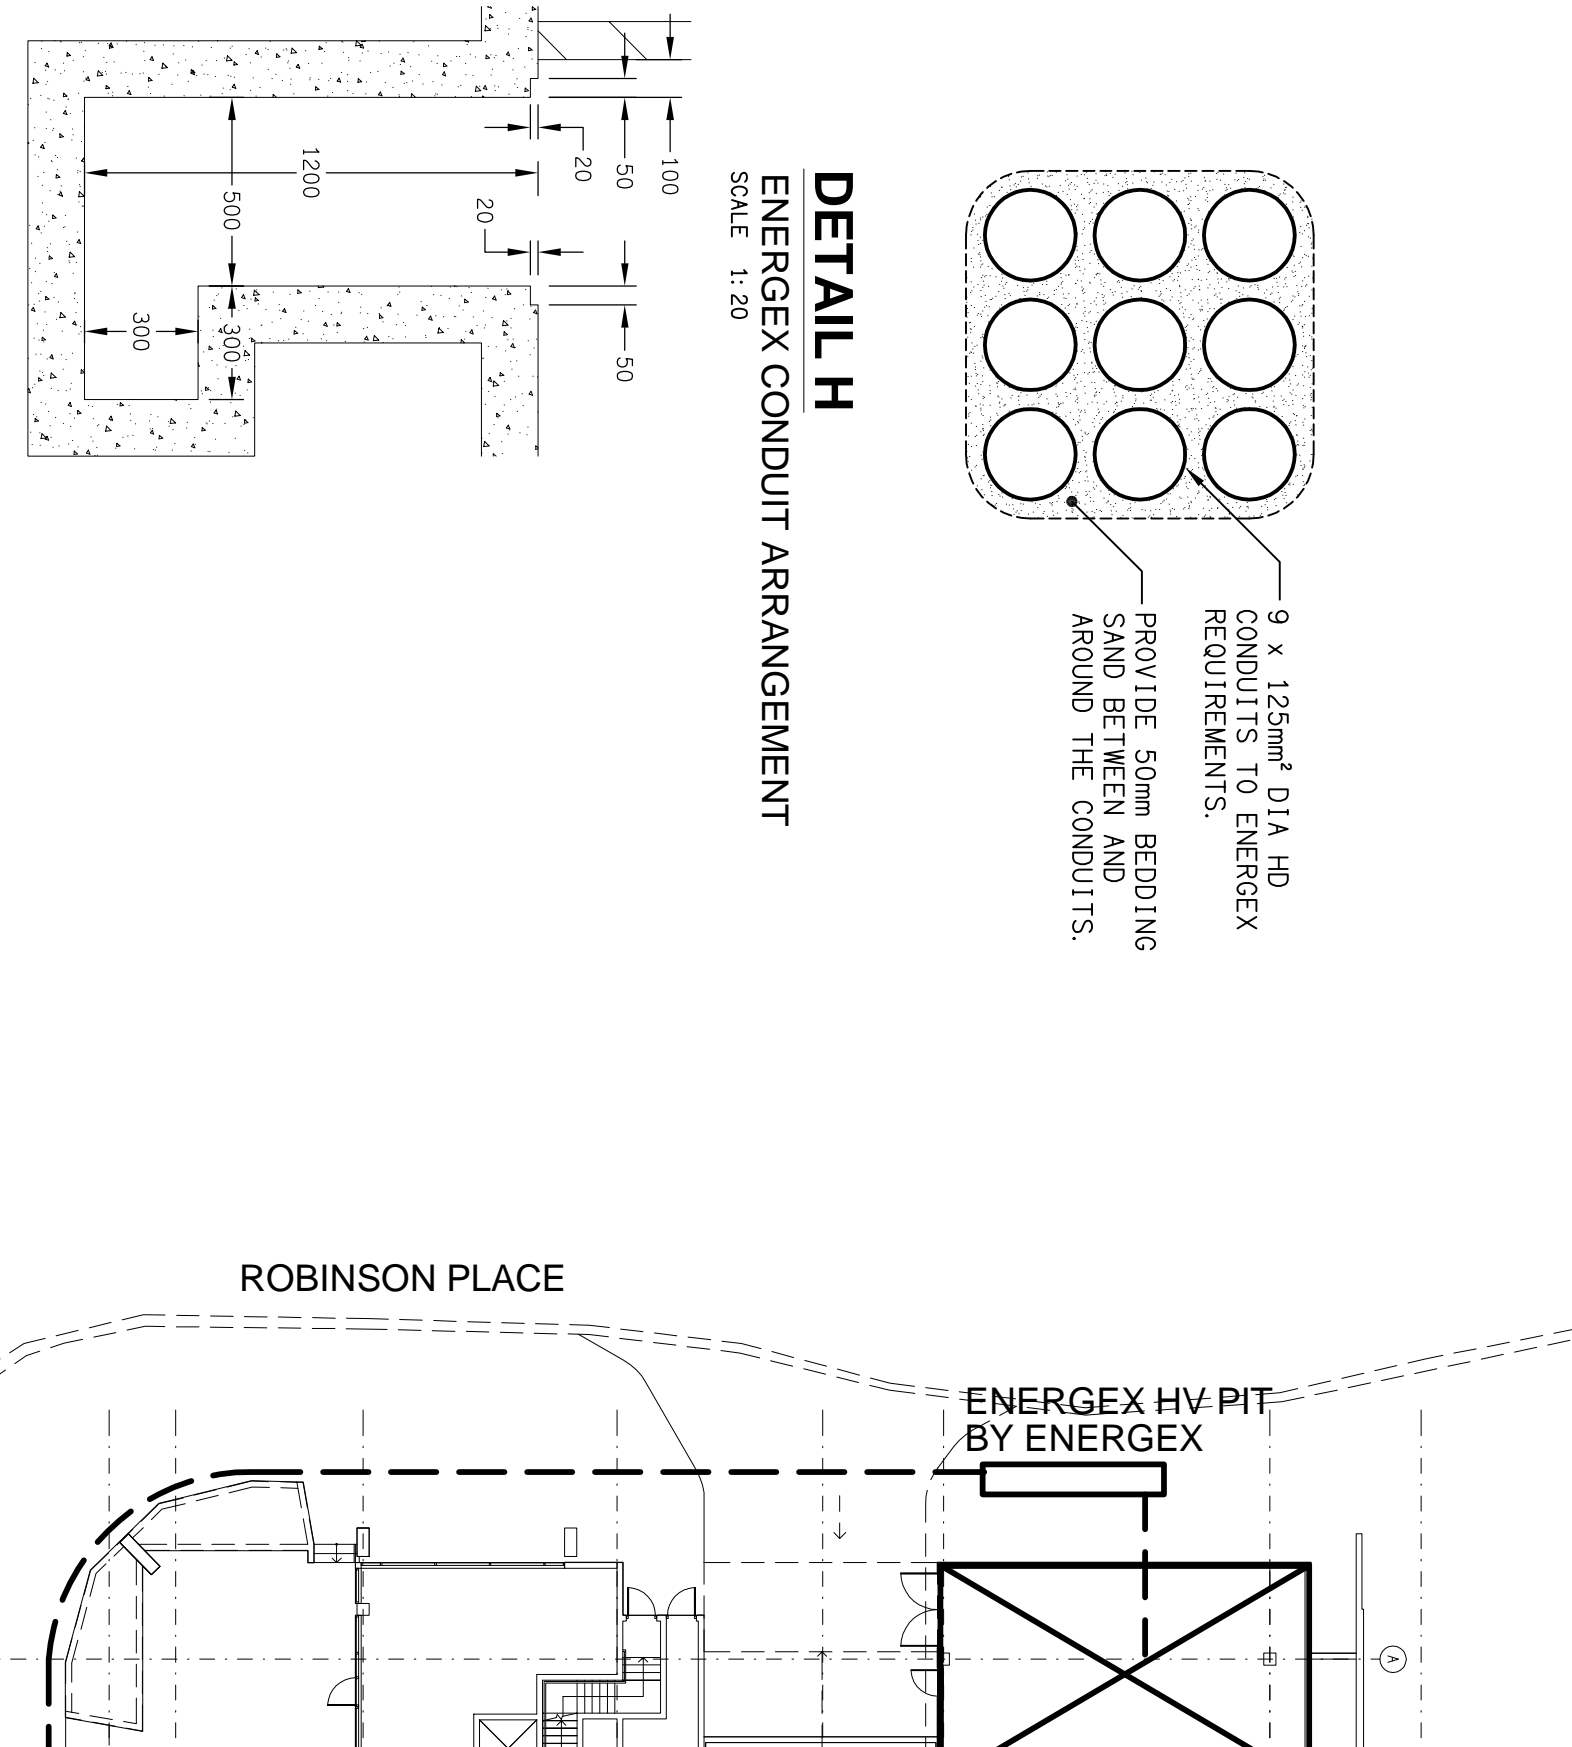 9 x 125mm² DIA HD
CONDUITS TO ENERGEX
REQUIREMENTS.
PROVIDE 50mm BEDDING
SAND BETWEEN AND
AROUND THE CONDUITS.
DETAIL H
ENERGEX CONDUIT ARRANGEMENT
SCALE 1:20
100
50
20
1200
500
20
300
300
50
ROBINSON PLACE
ENERGEX HV PIT
BY ENERGEX
A